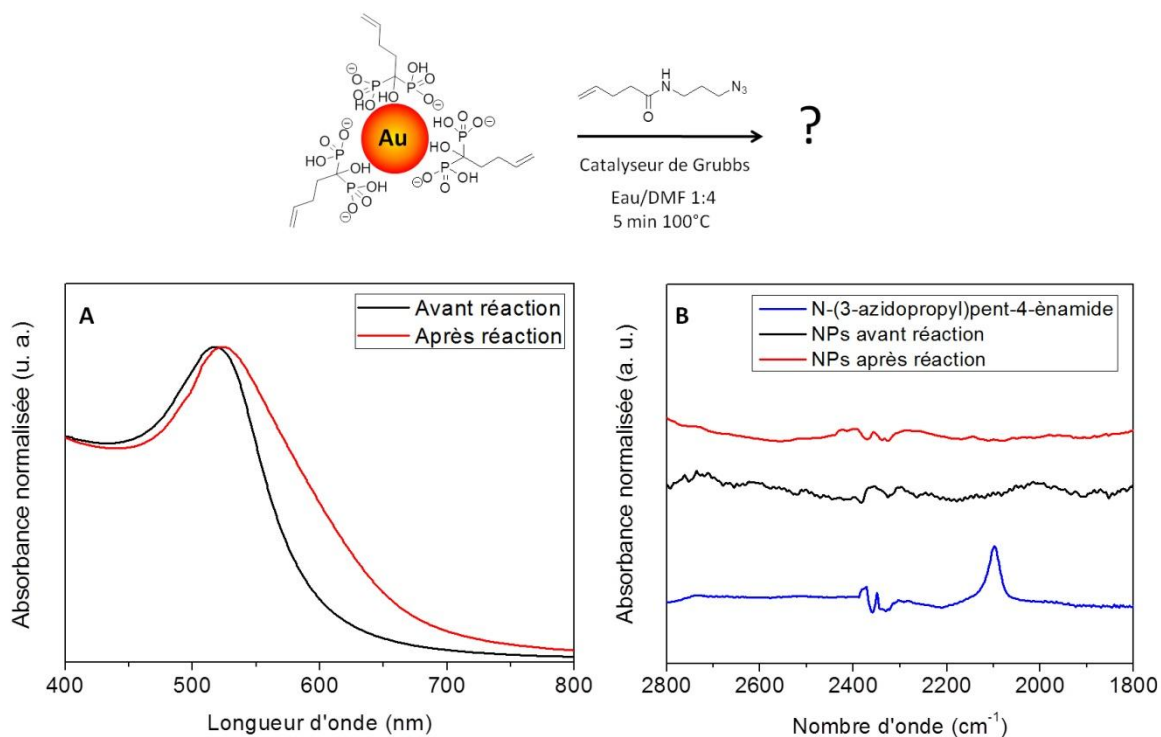 Au
N₃
H
N
O
?
Catalyseur de Grubbs
Eau/DMF 1:4
5 min 100°C
A
Avant réaction
Après réaction
Absorbance normalisée (u. a.)
400 500 600 700 800
Longueur d'onde (nm)
B
N-(3-azidopropyl)pent-4-ènamide
NPs avant réaction
NPs après réaction
Absorbance normalisée (a. u.)
2800 2600 2400 2200 2000 1800
Nombre d'onde (cm⁻¹)